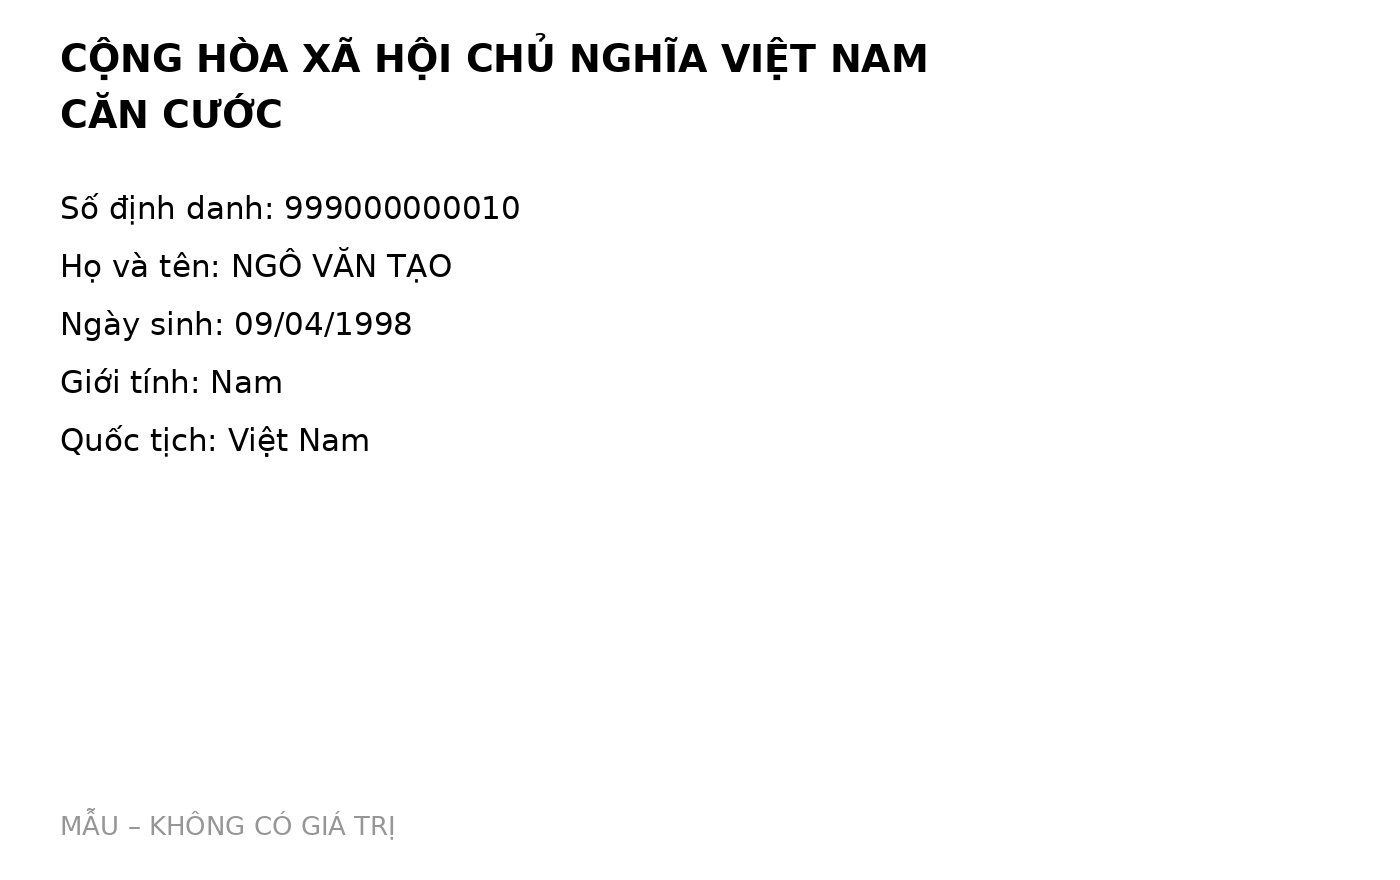 CỘNG HÒA XÃ HỘI CHỦ NGHĨA VIỆT NAM
CĂN CƯỚC
Số định danh: 999000000010
Họ và tên: NGÔ VĂN TẠO
Ngày sinh: 09/04/1998
Giới tính: Nam
Quốc tịch: Việt Nam
MẪU – KHÔNG CÓ GIÁ TRỊ